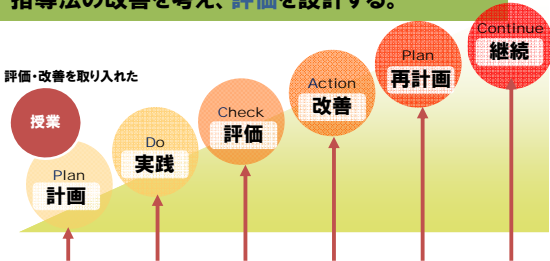 指導法の改善を考え、評価を設計する。
評価・改善を取り入れた
授業
Plan
計画
Do
実践
Check
評価
Action
改善
Plan
再計画
Continue
継続